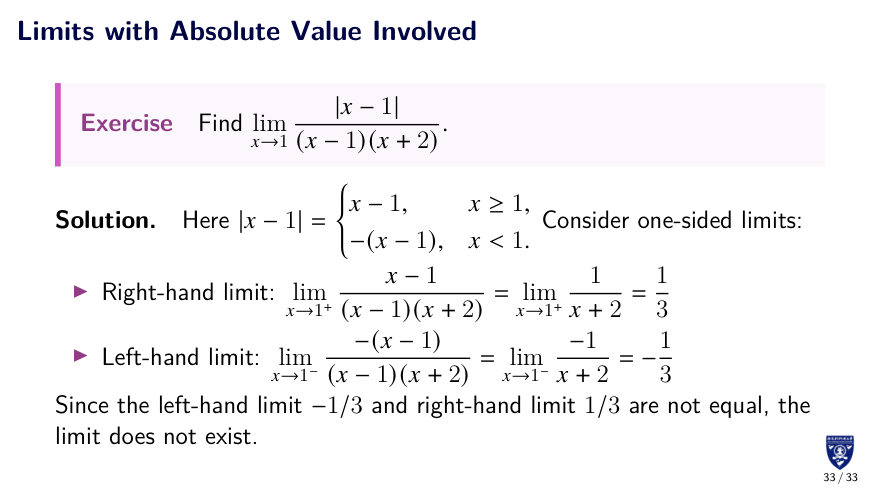 Limits with Absolute Value Involved
Exercise Find lim_{x→1} |x − 1| / ((x − 1)(x + 2)).
Solution. Here |x − 1| = { x − 1, x ≥ 1, −(x − 1), x < 1. Consider one-sided limits:
▶ Right-hand limit: lim_{x→1⁺} (x − 1) / ((x − 1)(x + 2)) = lim_{x→1⁺} 1 / (x + 2) = 1/3
▶ Left-hand limit: lim_{x→1⁻} −(x − 1) / ((x − 1)(x + 2)) = lim_{x→1⁻} −1 / (x + 2) = −1/3
Since the left-hand limit −1/3 and right-hand limit 1/3 are not equal, the
limit does not exist.
33 / 33